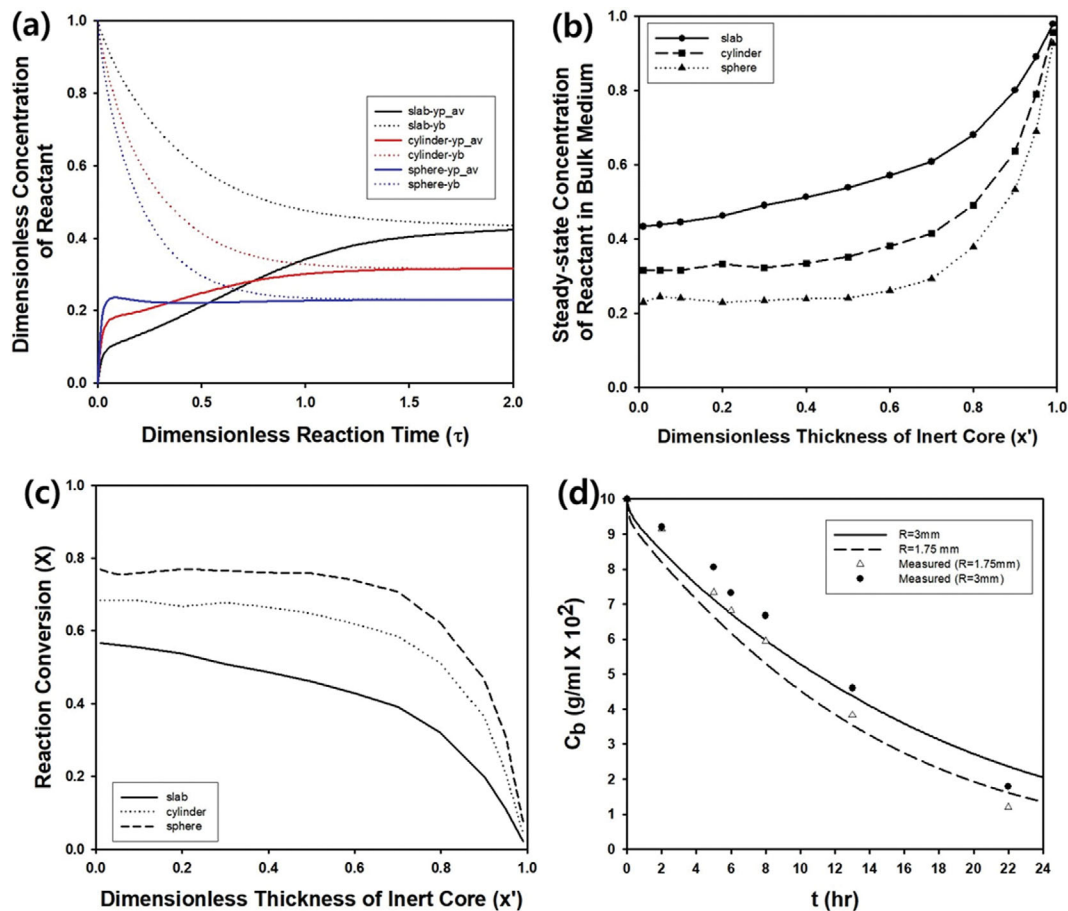 (a)
1.0
0.8
0.6
0.4
0.2
0.0
0.0 0.5 1.0 1.5 2.0
Dimensionless Concentration
of Reactant
Dimensionless Reaction Time (τ)
slab-yp_av
slab-yb
cylinder-yp_av
cylinder-yb
sphere-yp_av
sphere-yb
(b)
1.0
0.8
0.6
0.4
0.2
0.0
0.0 0.2 0.4 0.6 0.8 1.0
Steady-state Concentration
of Reactant in Bulk Medium
Dimensionless Thickness of Inert Core (x')
slab
cylinder
sphere
(c)
1.0
0.8
0.6
0.4
0.2
0.0
0.0 0.2 0.4 0.6 0.8 1.0
Reaction Conversion (X)
Dimensionless Thickness of Inert Core (x')
slab
cylinder
sphere
(d)
10
9
8
7
6
5
4
3
2
1
0
0 2 4 6 8 10 12 14 16 18 20 22 24
Cb (g/ml X 10²)
t (hr)
R=3mm
R=1.75 mm
Measured (R=1.75mm)
Measured (R=3mm)